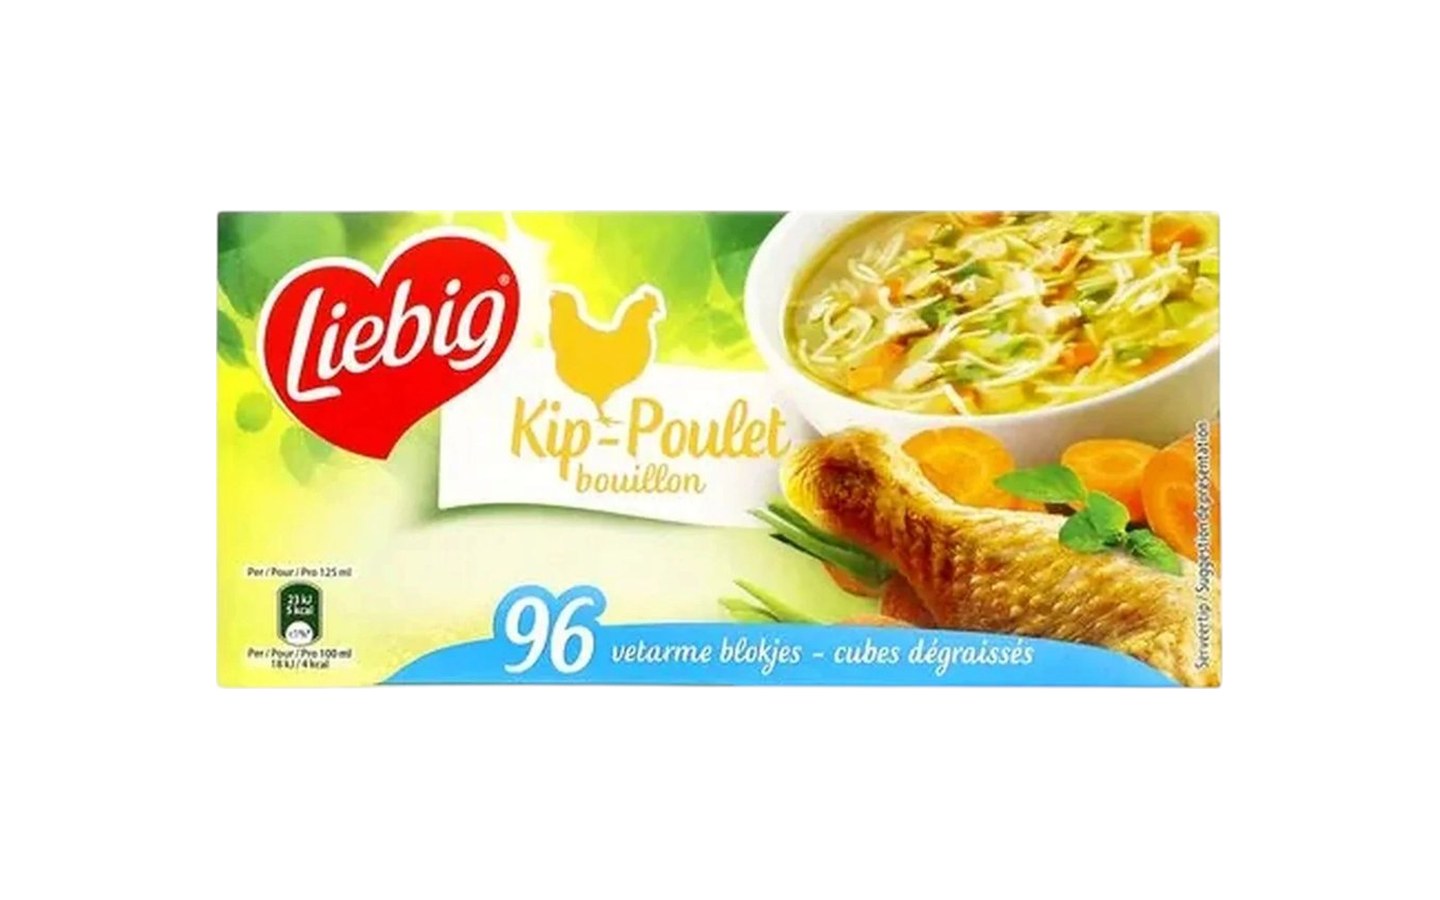 Liebig®
Kip-Poulet
bouillon
Per / Pour / Pro 125 ml
23 kJ
5 kcal
<1%*
Per / Pour / Pro 100 ml
18 kJ / 4 kcal
96 vetarme blokjes - cubes dégraissés
Serveertip / Suggestion de présentation